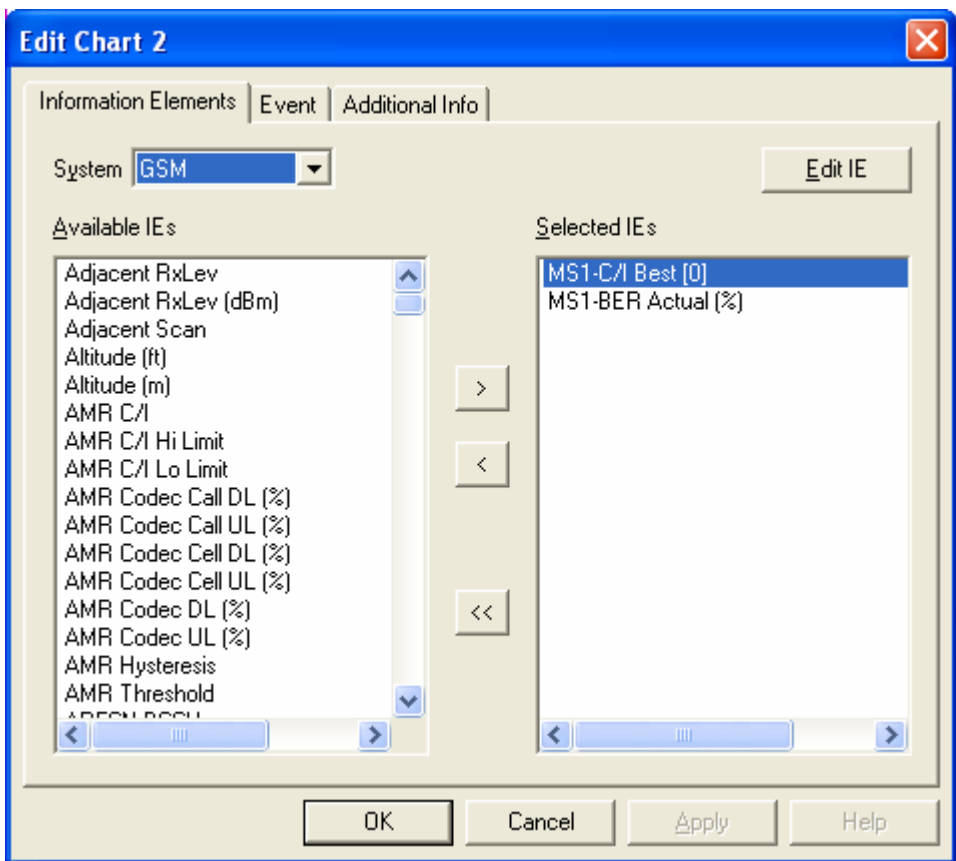 Edit Chart 2
Information Elements
Event
Additional Info
System
GSM
Edit IE
Available IEs
Adjacent RxLev
Adjacent RxLev (dBm)
Adjacent Scan
Altitude (ft)
Altitude (m)
AMR C/I
AMR C/I Hi Limit
AMR C/I Lo Limit
AMR Codec Call DL (%)
AMR Codec Call UL (%)
AMR Codec Cell DL (%)
AMR Codec Cell UL (%)
AMR Codec DL (%)
AMR Codec UL (%)
AMR Hysteresis
AMR Threshold
>
<
<<
Selected IEs
MS1-C/I Best [0]
MS1-BER Actual (%)
OK
Cancel
Apply
Help